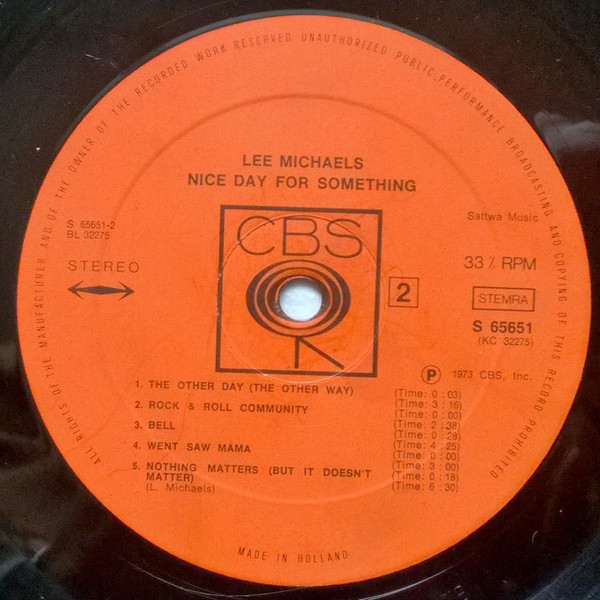 ALL RIGHTS OF THE MANUFACTURER AND OF THE OWNER OF THE RECORDED WORK RESERVED UNAUTHORIZED PUBLIC PERFORMANCE BROADCASTING AND COPYING OF THIS RECORD PROHIBITED
LEE MICHAELS
NICE DAY FOR SOMETHING
S 65651-2
BL 32275
Sattwa Music
CBS
STEREO
33⅓ RPM
2
STEMRA
S 65651
(KC 32275)
Ⓟ 1973 CBS, Inc.
1. THE OTHER DAY (THE OTHER WAY)
(Time: 0 : 03)
(Time: 3 : 16)
2. ROCK & ROLL COMMUNITY
(Time: 0 : 00)
3. BELL
(Time: 2 : 38)
(Time: 0 : 28)
4. WENT SAW MAMA
(Time: 4 : 25)
(Time: 0 : 00)
5. NOTHING MATTERS (BUT IT DOESN'T
(Time: 3 : 00)
MATTER)
(Time: 0 : 18)
(L. Michaels)
(Time: 6 : 30)
MADE IN HOLLAND